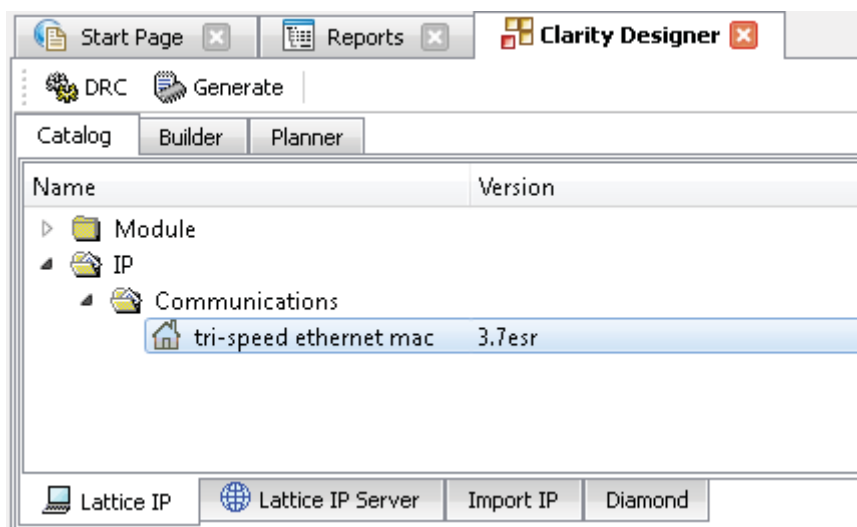 Start Page Reports Clarity Designer
DRC Generate
Catalog Builder Planner
Name Version
Module
IP
Communications
tri-speed ethernet mac 3.7esr
Lattice IP Lattice IP Server Import IP Diamond